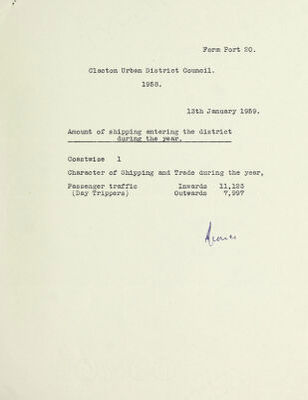 Form Port 20.
Clacton Urban District Council.
1958.
13th January 1959.
Amount of shipping entering the district
during the year.
Coastwise 1
Character of Shipping and Trade during the year,
Passenger traffic Inwards 11,123
(Day Trippers) Outwards 7,997